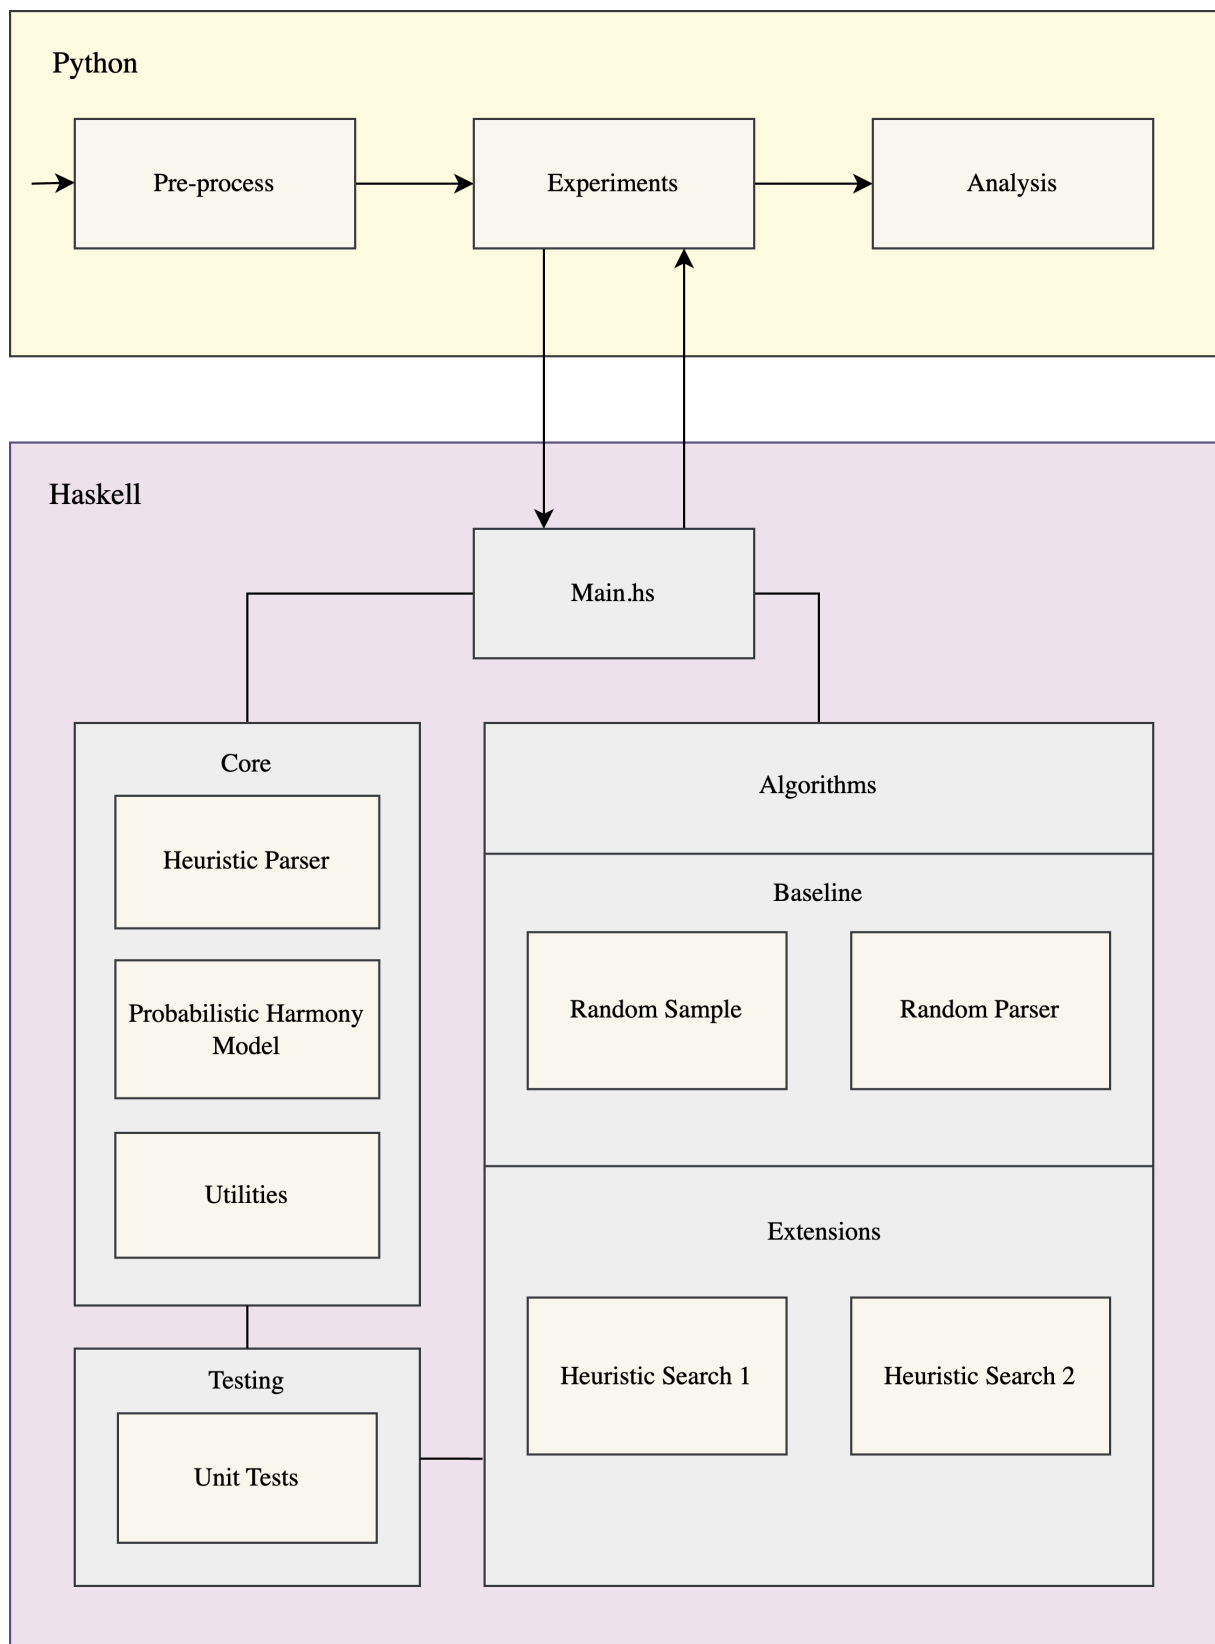 Python
Pre-process
Experiments
Analysis
Haskell
Main.hs
Core
Heuristic Parser
Probabilistic Harmony
Model
Utilities
Testing
Unit Tests
Algorithms
Baseline
Random Sample
Random Parser
Extensions
Heuristic Search 1
Heuristic Search 2